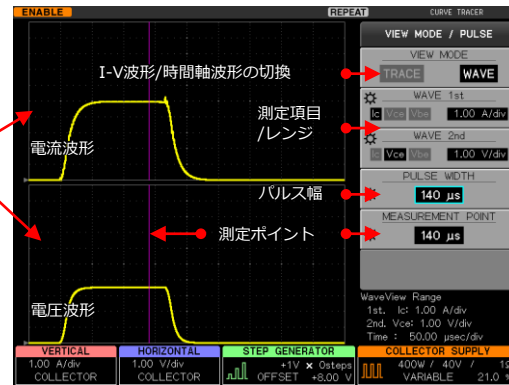 ENABLE
REPEAT
CURVE TRACER
VIEW MODE / PULSE
VIEW MODE
TRACE WAVE
I-V波形/時間軸波形の切換
WAVE 1st
Ic Vce Vbe 1.00 A/div
測定項目
/レンジ
WAVE 2nd
Ic Vce Vbe 1.00 V/div
電流波形
PULSE WIDTH
パルス幅
140 μs
MEASUREMENT POINT
測定ポイント
140 μs
電圧波形
WaveView Range
1st. Ic: 1.00 A/div
2nd. Vce: 1.00 V/div
Time : 50.00 μsec/div
VERTICAL
1.00 A/div
COLLECTOR
HORIZONTAL
1.00 V/div
COLLECTOR
STEP GENERATOR
+1V × 0steps
OFFSET +8.00 V
COLLECTOR SUPPLY
400W / 40V / 1Ω
VARIABLE 21.0